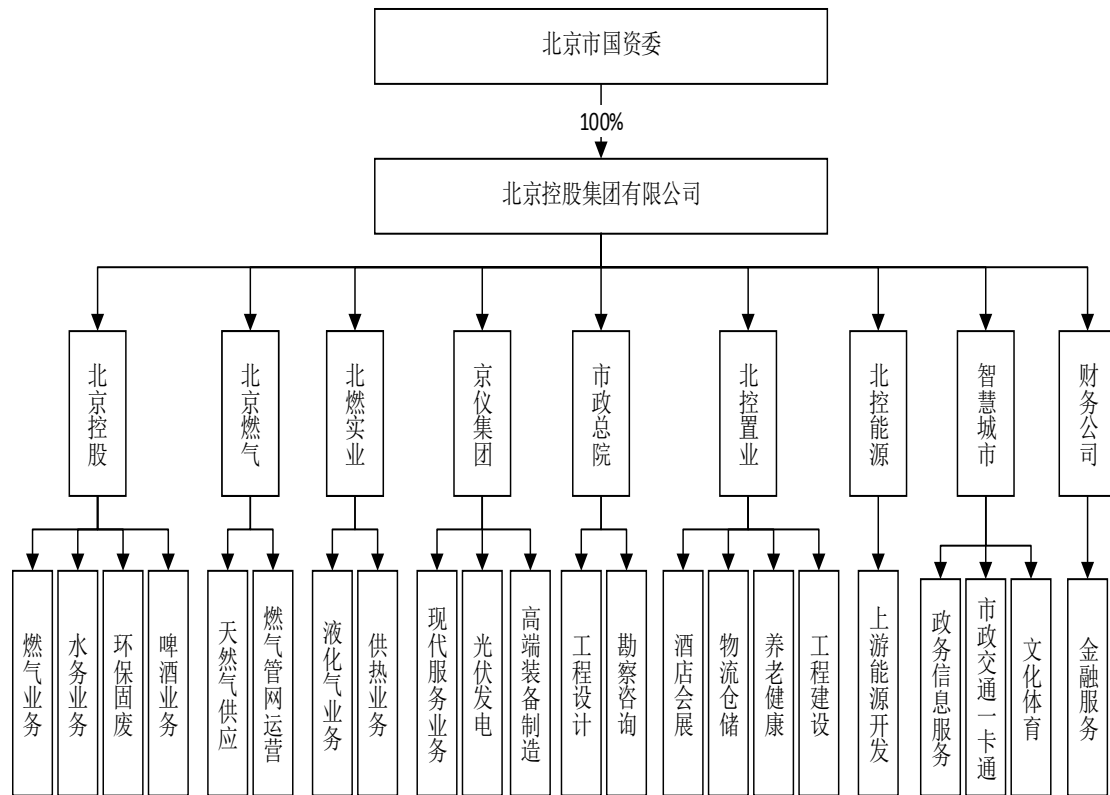 北京市国资委
100%
北京控股集团有限公司
北京控股
北京燃气
北燃实业
京仪集团
市政总院
北控置业
北控能源
智慧城市
财务公司
燃气业务
水务业务
环保固废
啤酒业务
天然气供应
燃气管网运营
液化气业务
供热业务
现代服务业务
光伏发电
高端装备制造
工程设计
勘察咨询
酒店会展
物流仓储
养老健康
工程建设
上游能源开发
政务信息服务
市政交通一卡通
文化体育
金融服务